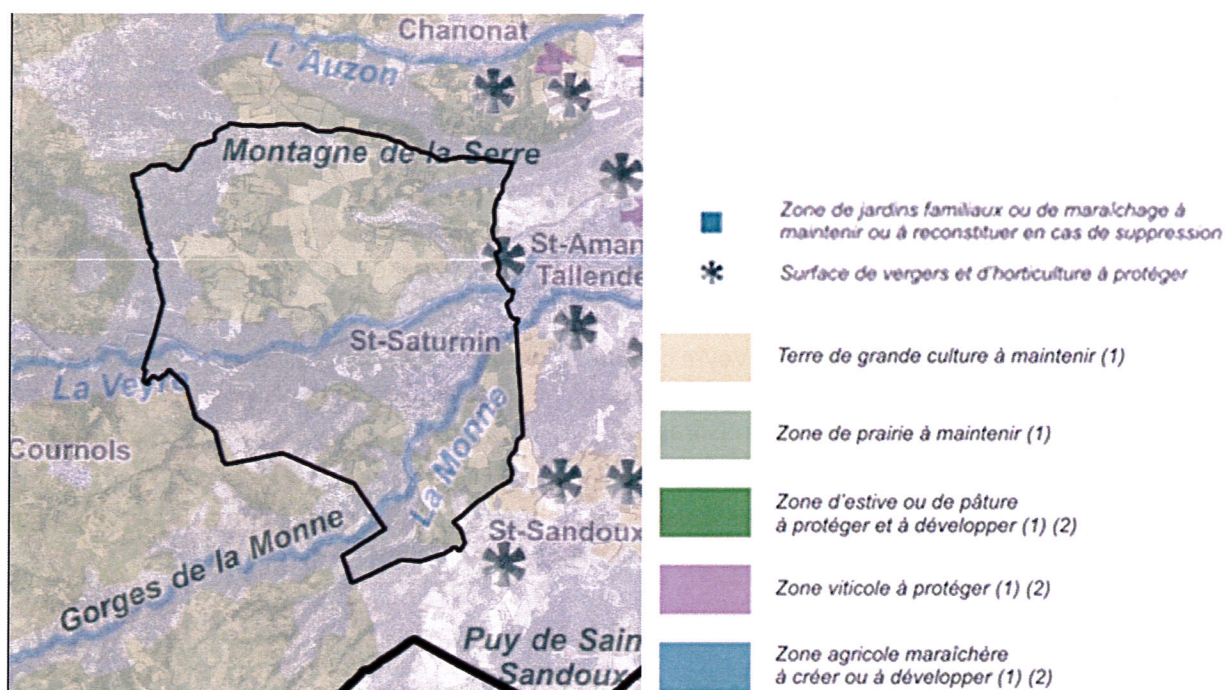 Chanonat
L'Auzon
Montagne de la Serre
St-Aman
Tallende
St-Saturnin
La Veyre
Cournols
La Monne
Gorges de la Monne
St-Sandoux
Puy de Sain
Sandoux
Zone de jardins familiaux ou de maraîchage à
maintenir ou à reconstituer en cas de suppression
Surface de vergers et d'horticulture à protéger
Terre de grande culture à maintenir (1)
Zone de prairie à maintenir (1)
Zone d'estive ou de pâture
à protéger et à développer (1) (2)
Zone viticole à protéger (1) (2)
Zone agricole maraîchère
à créer ou à développer (1) (2)